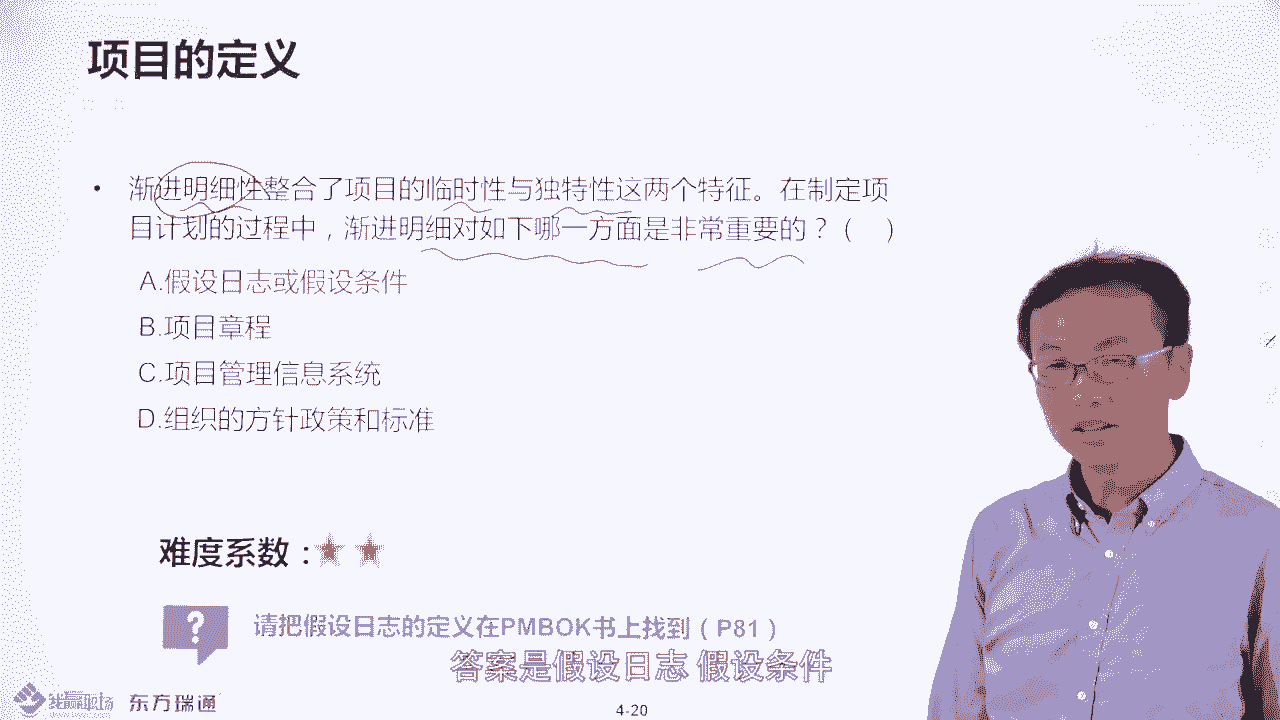 项目的定义
• 渐进明细性整合了项目的临时性与独特性这两个特征。在制定项
目计划的过程中，渐进明细对如下哪一方面是非常重要的？（ ）
A.假设日志或假设条件
B.项目章程
C.项目管理信息系统
D.组织的方针政策和标准
难度系数：★ ★
?
请把假设日志的定义在PMBOK书上找到（P81）
答案是假设日志 假设条件
东方瑞通
4-20